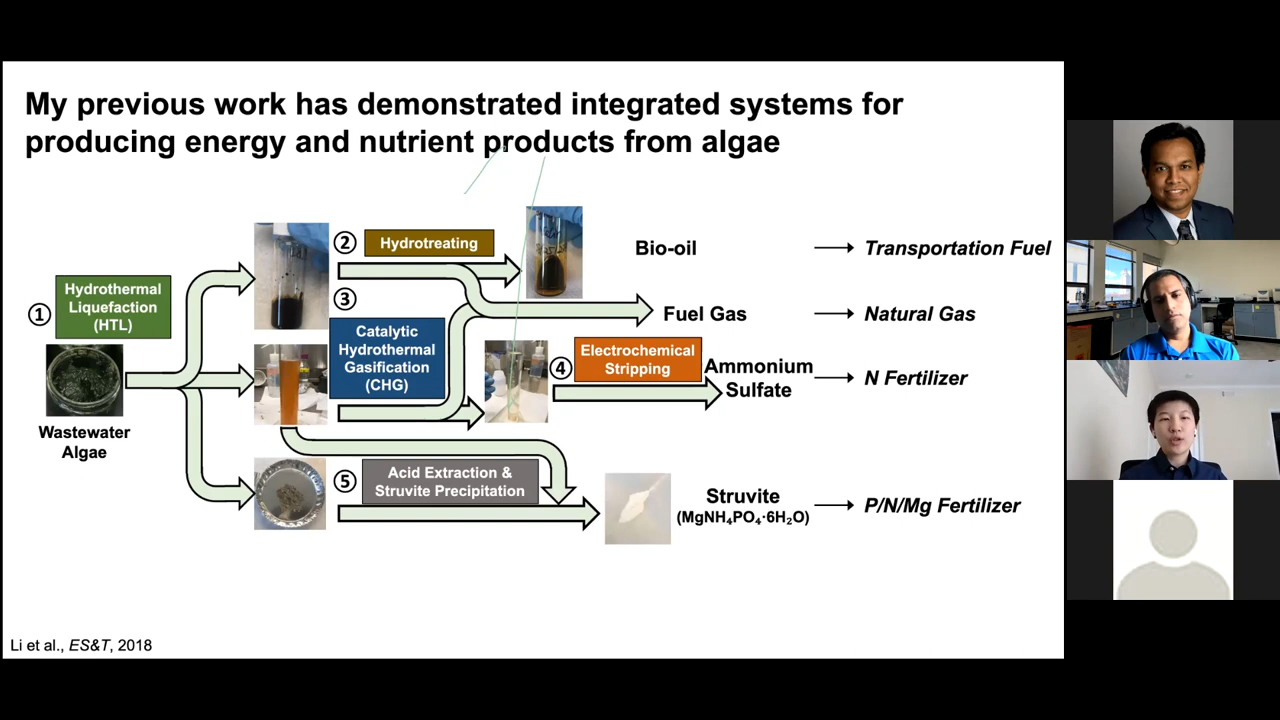 My previous work has demonstrated integrated systems for
producing energy and nutrient products from algae
①
Hydrothermal
Liquefaction
(HTL)
Wastewater
Algae
②
Hydrotreating
③
Catalytic
Hydrothermal
Gasification
(CHG)
④
Electrochemical
Stripping
⑤
Acid Extraction &
Struvite Precipitation
Bio-oil
Transportation Fuel
Fuel Gas
Natural Gas
Ammonium
Sulfate
N Fertilizer
Struvite
(MgNH₄PO₄·6H₂O)
P/N/Mg Fertilizer
Li et al., ES&T, 2018